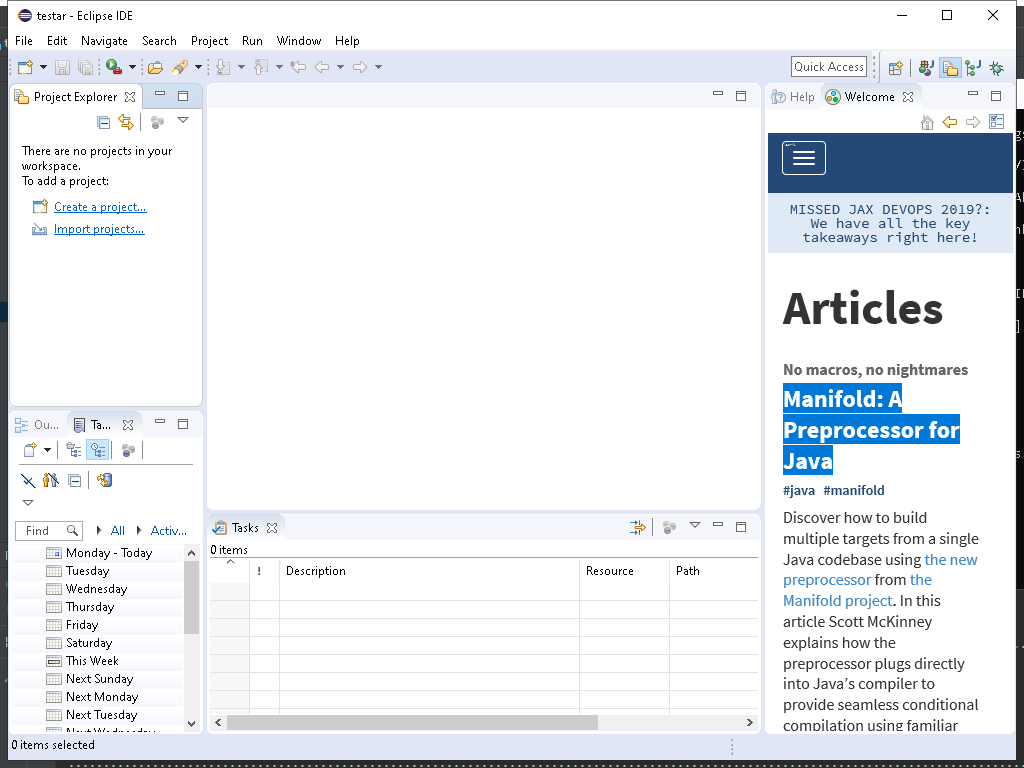 testar - Eclipse IDE
File Edit Navigate Search Project Run Window Help
Quick Access
Project Explorer
There are no projects in your
workspace.
To add a project:
Create a project...
Import projects...
Ou... Ta...
Find All Activ...
Monday - Today
Tuesday
Wednesday
Thursday
Friday
Saturday
This Week
Next Sunday
Next Monday
Next Tuesday
Next Wednesday
0 items selected
Tasks
0 items
! Description Resource Path
Help Welcome
MISSED JAX DEVOPS 2019?:
We have all the key
takeaways right here!
Articles
No macros, no nightmares
Manifold: A
Preprocessor for
Java
#java #manifold
Discover how to build
multiple targets from a single
Java codebase using the new
preprocessor from the
Manifold project. In this
article Scott McKinney
explains how the
preprocessor plugs directly
into Java’s compiler to
provide seamless conditional
compilation using familiar